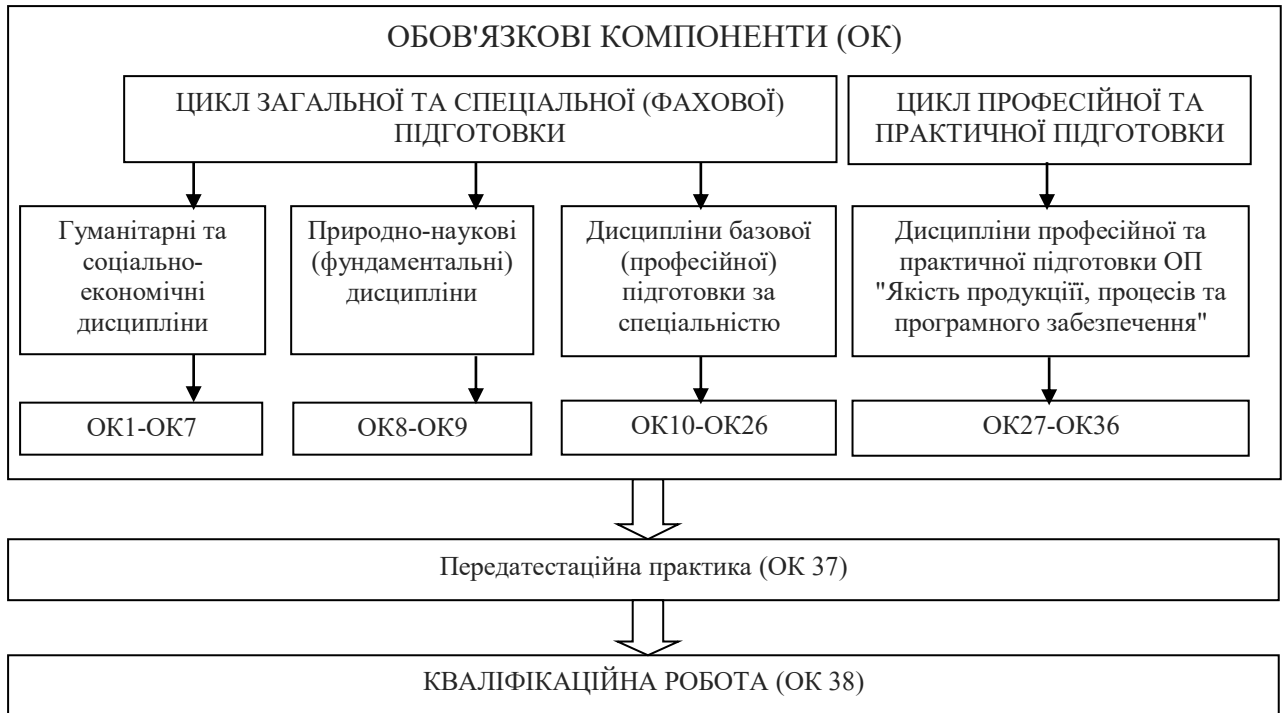 ОБОВ'ЯЗКОВІ КОМПОНЕНТИ (ОК)
ЦИКЛ ЗАГАЛЬНОЇ ТА СПЕЦІАЛЬНОЇ (ФАХОВОЇ)
ПІДГОТОВКИ
ЦИКЛ ПРОФЕСІЙНОЇ ТА
ПРАКТИЧНОЇ ПІДГОТОВКИ
Гуманітарні та
соціально-
економічні
дисципліни
Природно-наукові
(фундаментальні)
дисципліни
Дисципліни базової
(професійної)
підготовки за
спеціальністю
Дисципліни професійної та
практичної підготовки ОП
"Якість продукціїї, процесів та
програмного забезпечення"
ОК1-ОК7
ОК8-ОК9
ОК10-ОК26
ОК27-ОК36
Передатестаційна практика (ОК 37)
КВАЛІФІКАЦІЙНА РОБОТА (ОК 38)